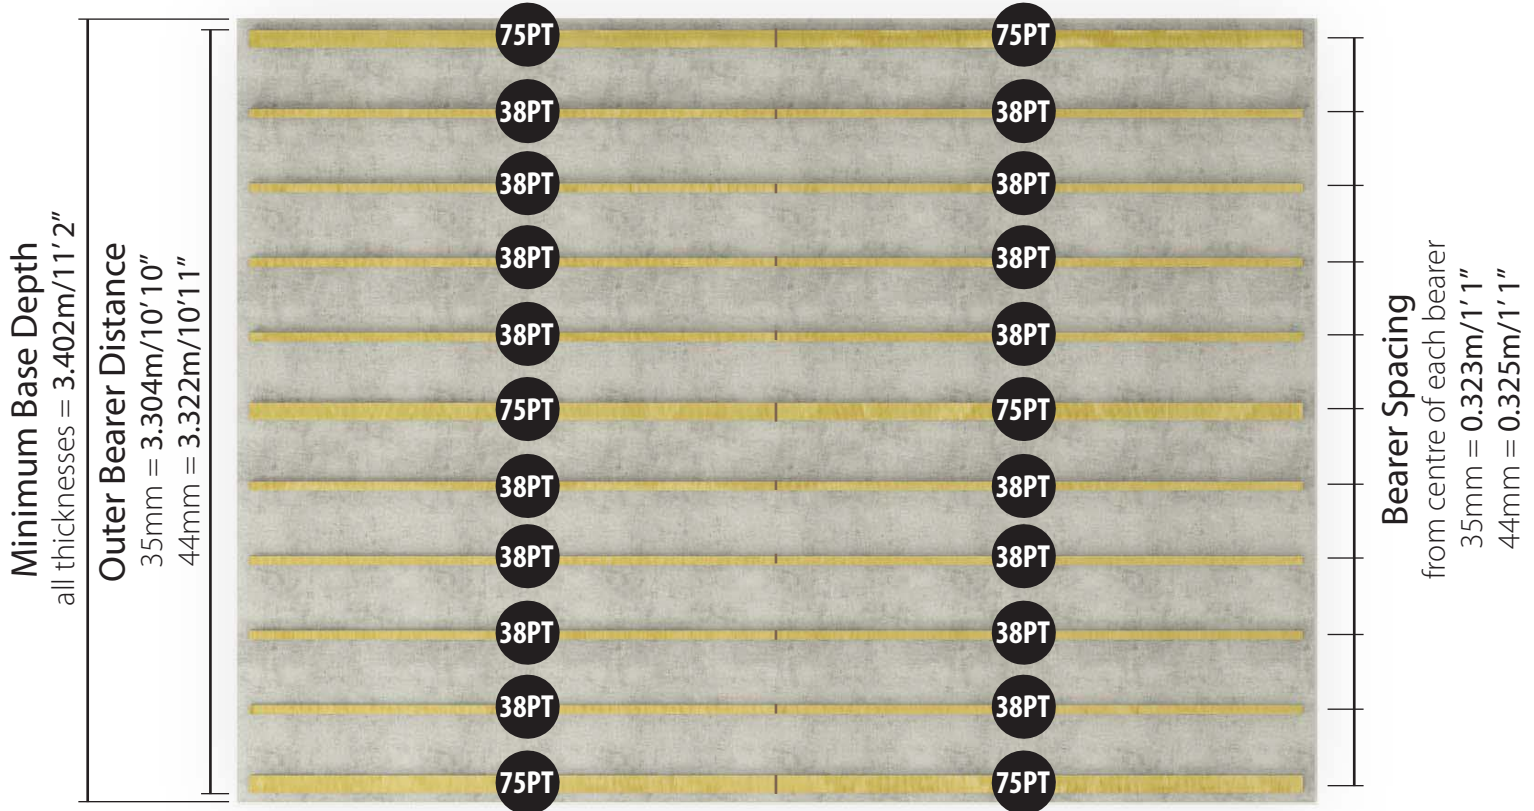 Minimum Base Depth
all thicknesses = 3.402m/11’ 2”
Outer Bearer Distance
35mm = 3.304m/10’ 10”
44mm = 3.322m/10’11”
75PT 75PT
38PT 38PT
38PT 38PT
38PT 38PT
38PT 38PT
75PT 75PT
38PT 38PT
38PT 38PT
38PT 38PT
38PT 38PT
75PT 75PT
Bearer Spacing
from centre of each bearer
35mm = 0.323m/1’ 1”
44mm = 0.325m/1’ 1”